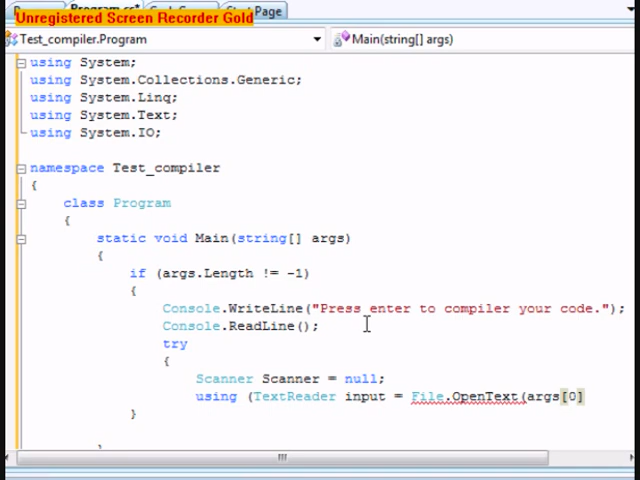 Unregistered Screen Recorder Gold
Program.cs* Start Page
Test_compiler.Program
Main(string[] args)
using System;
using System.Collections.Generic;
using System.Linq;
using System.Text;
using System.IO;
namespace Test_compiler
{
class Program
{
static void Main(string[] args)
{
if (args.Length != -1)
{
Console.WriteLine("Press enter to compiler your code.");
Console.ReadLine();
try
{
Scanner Scanner = null;
using (TextReader input = File.OpenText(args[0]
}
}